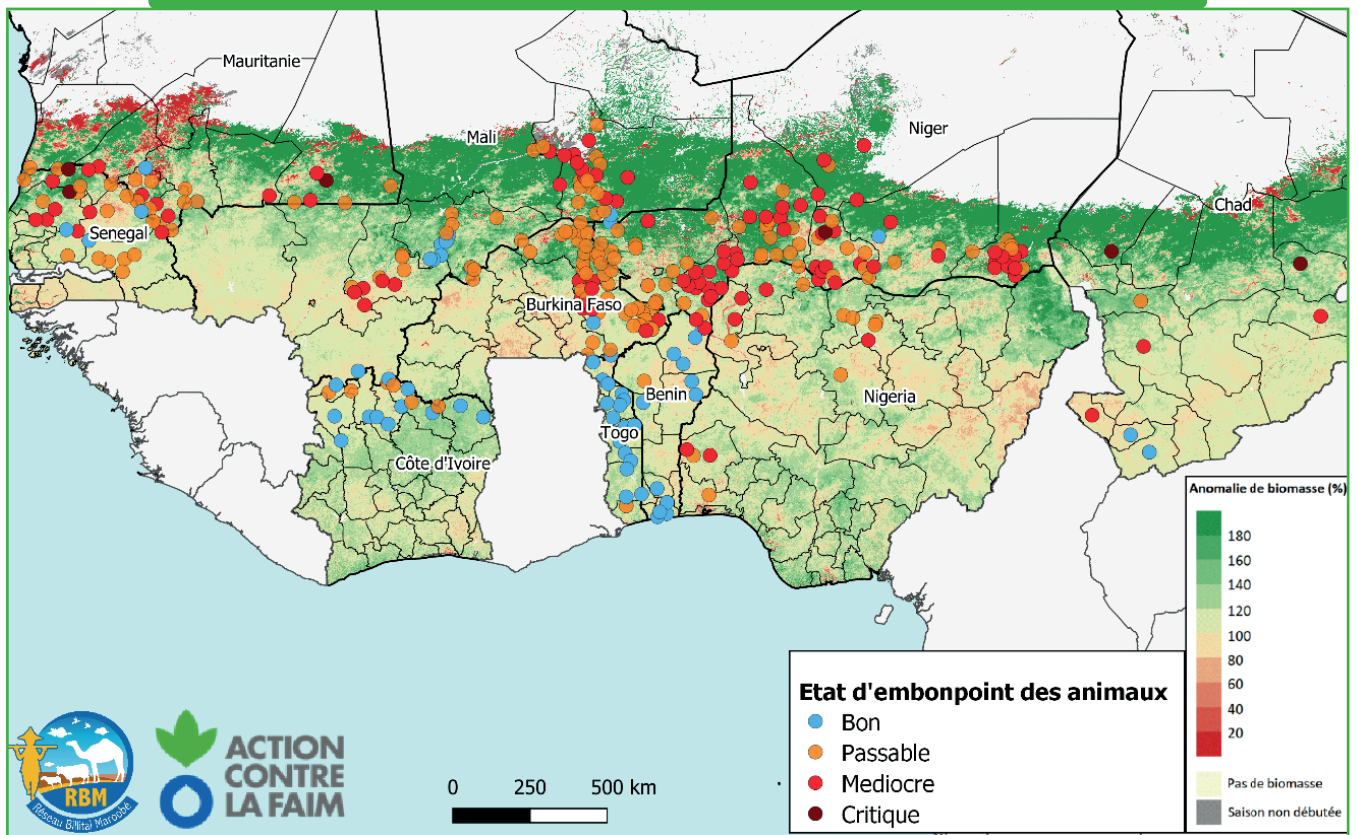 Mauritanie
Mali
Niger
Chad
Senegal
Burkina Faso
Benin
Nigeria
Togo
Côte d'Ivoire
Anomalie de biomasse (%)
180
160
140
120
100
80
60
40
20
Pas de biomasse
Saison non débutée
Etat d'embonpoint des animaux
Bon
Passable
Mediocre
Critique
0 250 500 km
RBM
Réseau Billital Maroobé
ACTION
CONTRE
LA FAIM